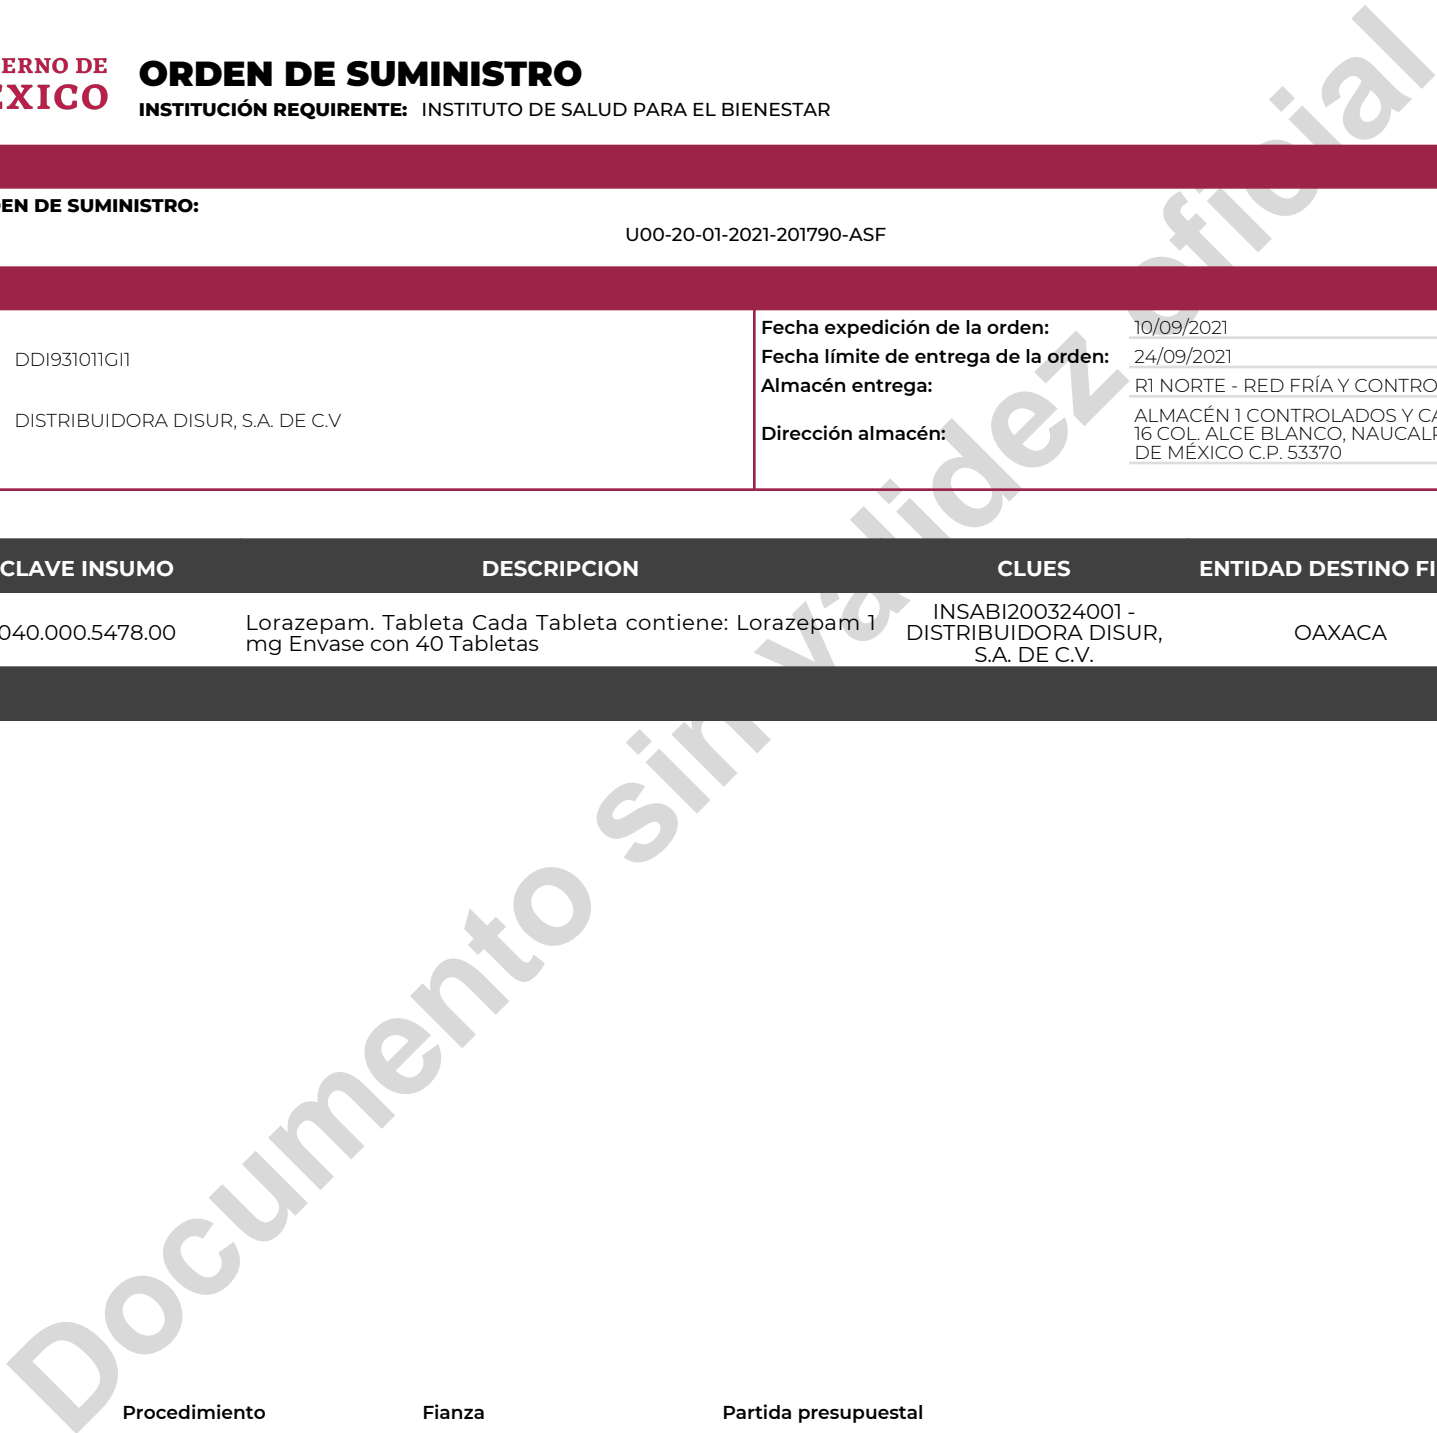 ERNO DE
ÉXICO
ORDEN DE SUMINISTRO
INSTITUCIÓN REQUIRENTE: INSTITUTO DE SALUD PARA EL BIENESTAR
EN DE SUMINISTRO:
U00-20-01-2021-201790-ASF
DDI931011GI1
DISTRIBUIDORA DISUR, S.A. DE C.V
Fecha expedición de la orden: 10/09/2021
Fecha límite de entrega de la orden: 24/09/2021
Almacén entrega: R1 NORTE - RED FRÍA Y CONTRO
Dirección almacén: ALMACÉN 1 CONTROLADOS Y CA
16 COL. ALCE BLANCO, NAUCALP
DE MÉXICO C.P. 53370
CLAVE INSUMO DESCRIPCION CLUES ENTIDAD DESTINO FI
040.000.5478.00
Lorazepam. Tableta Cada Tableta contiene: Lorazepam 1
mg Envase con 40 Tabletas
INSABI200324001 -
DISTRIBUIDORA DISUR,
S.A. DE C.V.
OAXACA
Documento sin validez oficial
Procedimiento Fianza Partida presupuestal